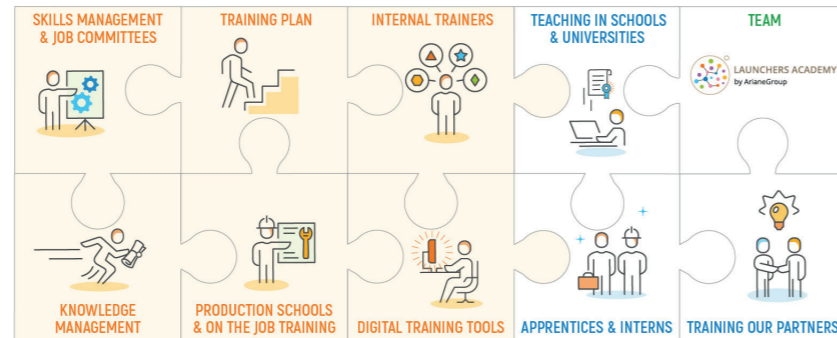 SKILLS MANAGEMENT
& JOB COMMITTEES
TRAINING PLAN
INTERNAL TRAINERS
TEACHING IN SCHOOLS
& UNIVERSITIES
TEAM
LAUNCHERS ACADEMY
by ArianeGroup
KNOWLEDGE
MANAGEMENT
PRODUCTION SCHOOLS
& ON THE JOB TRAINING
DIGITAL TRAINING TOOLS
APPRENTICES & INTERNS
TRAINING OUR PARTNERS